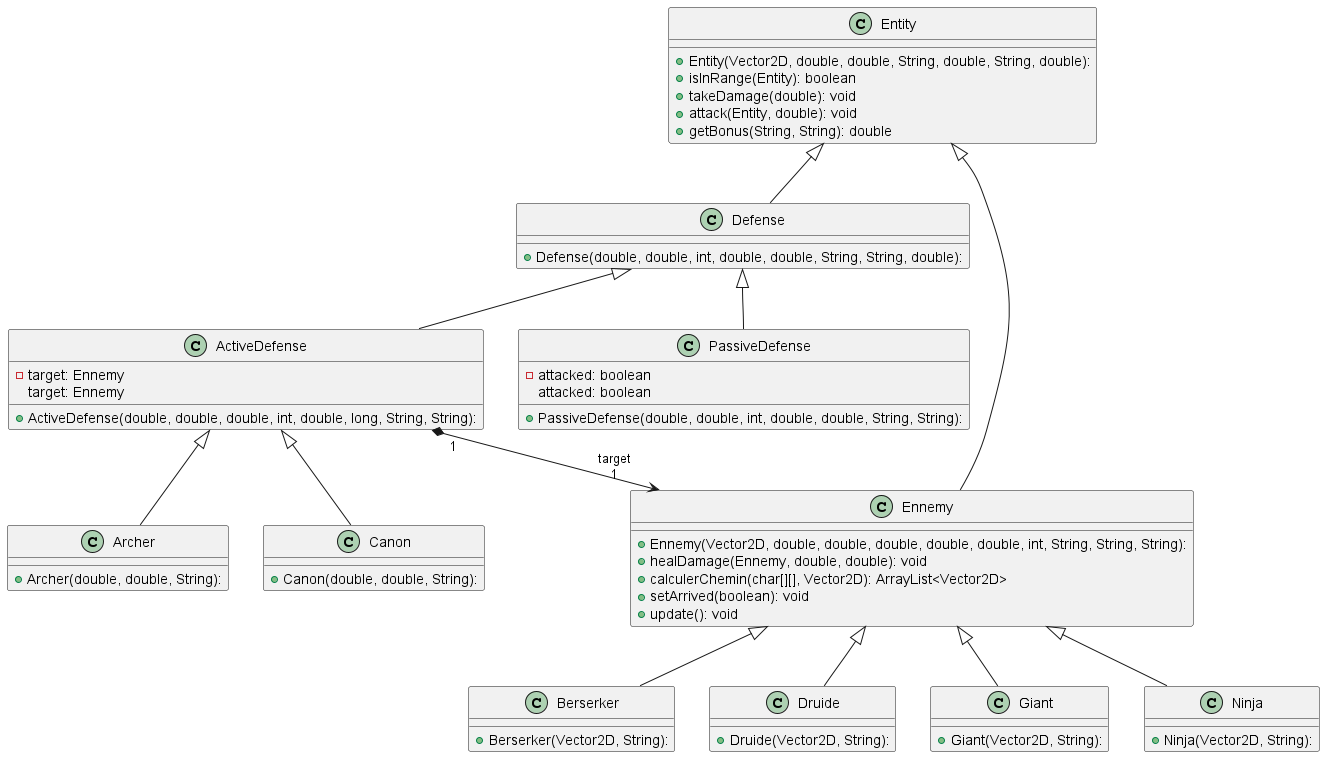 C Entity
Entity(Vector2D, double, double, String, double, String, double):
isInRange(Entity): boolean
takeDamage(double): void
attack(Entity, double): void
getBonus(String, String): double
C Defense
Defense(double, double, int, double, double, String, String, double):
C ActiveDefense
target: Ennemy
target: Ennemy
ActiveDefense(double, double, double, int, double, long, String, String):
C PassiveDefense
attacked: boolean
attacked: boolean
PassiveDefense(double, double, int, double, double, String, String):
1
target
1
C Archer
Archer(double, double, String):
C Canon
Canon(double, double, String):
C Ennemy
Ennemy(Vector2D, double, double, double, double, double, int, String, String, String):
healDamage(Ennemy, double, double): void
calculerChemin(char[][], Vector2D): ArrayList<Vector2D>
setArrived(boolean): void
update(): void
C Berserker
Berserker(Vector2D, String):
C Druide
Druide(Vector2D, String):
C Giant
Giant(Vector2D, String):
C Ninja
Ninja(Vector2D, String):